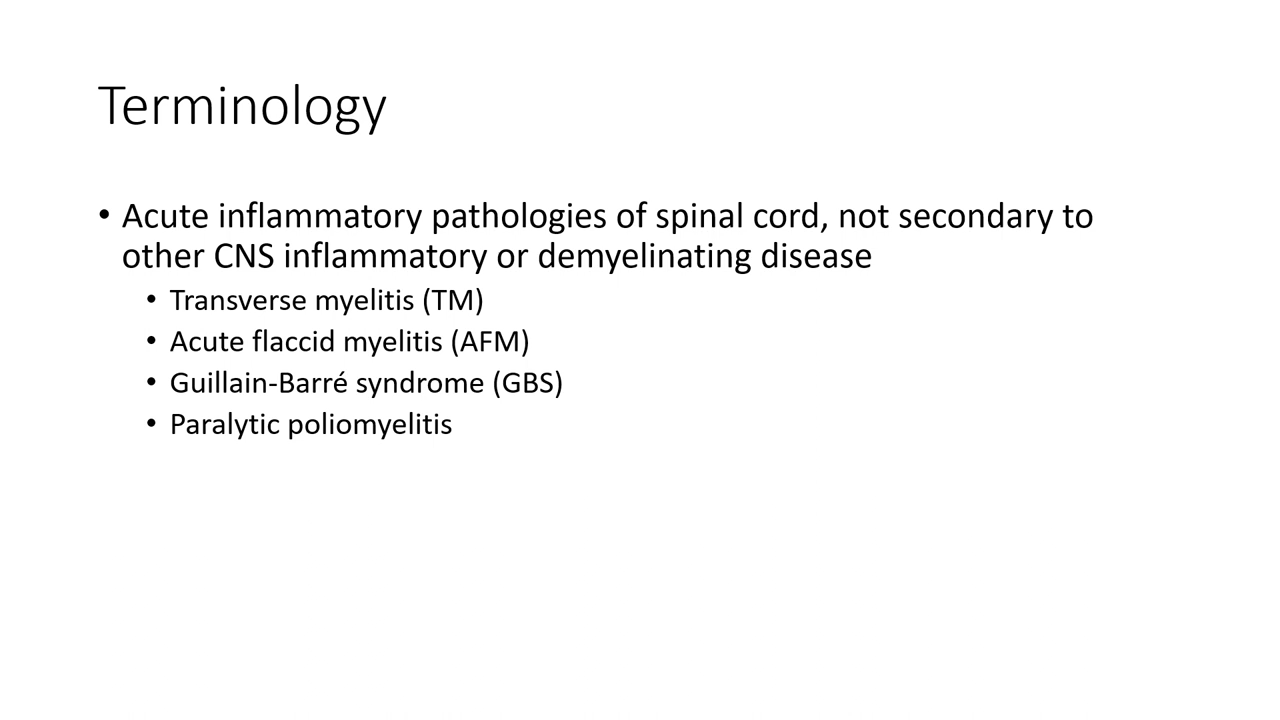 Terminology
• Acute inflammatory pathologies of spinal cord, not secondary to
other CNS inflammatory or demyelinating disease
• Transverse myelitis (TM)
• Acute flaccid myelitis (AFM)
• Guillain-Barré syndrome (GBS)
• Paralytic poliomyelitis